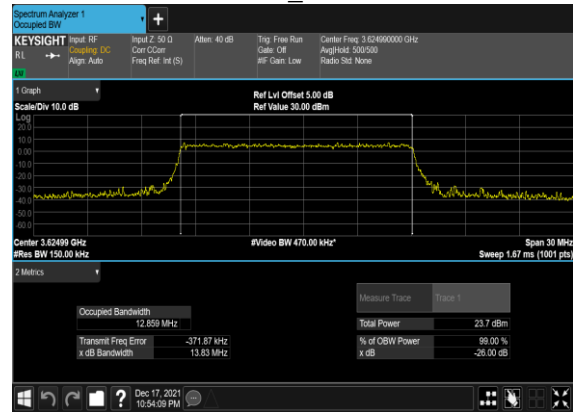 Spectrum Analyzer 1
Occupied BW
+
KEYSIGHT
RL
Input: RF
Coupling: DC
Align: Auto
Input Z: 50 Ω
Corr CCorr
Freq Ref: Int (S)
Atten: 40 dB
Trig: Free Run
Gate: Off
#IF Gain: Low
Center Freq: 3.624990000 GHz
Avg|Hold: 500/500
Radio Std: None
1 Graph
Scale/Div 10.0 dB
Ref Lvl Offset 5.00 dB
Ref Value 30.00 dBm
Log
20.0
10.0
0.00
-10.0
-20.0
-30.0
-40.0
-50.0
-60.0
Center 3.62499 GHz
#Res BW 150.00 kHz
#Video BW 470.00 kHz*
Span 30 MHz
Sweep 1.67 ms (1001 pts)
2 Metrics
Measure Trace Trace 1
Occupied Bandwidth
12.859 MHz
Total Power 23.7 dBm
Transmit Freq Error -371.87 kHz
% of OBW Power 99.00 %
x dB Bandwidth 13.83 MHz
x dB -26.00 dB
?
Dec 17, 2021
10:54:09 PM